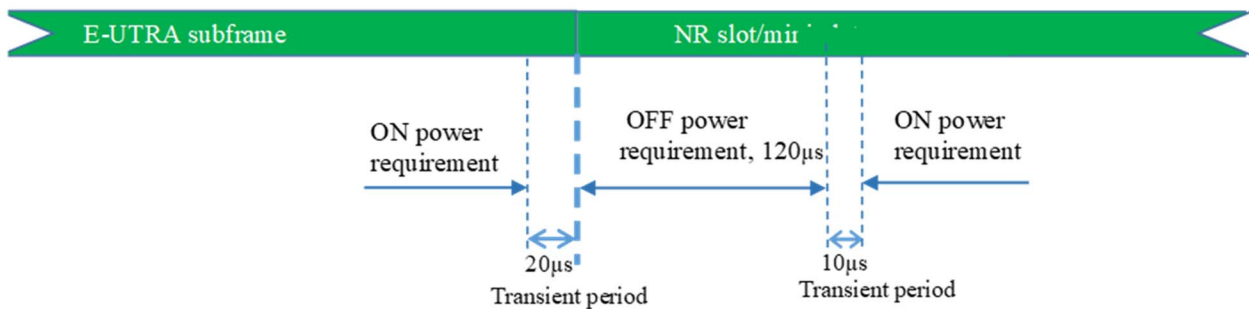 E-UTRA subframe
NR slot/mi
ON power
requirement
OFF power
requirement, 120μs
ON power
requirement
20μs
Transient period
10μs
Transient period